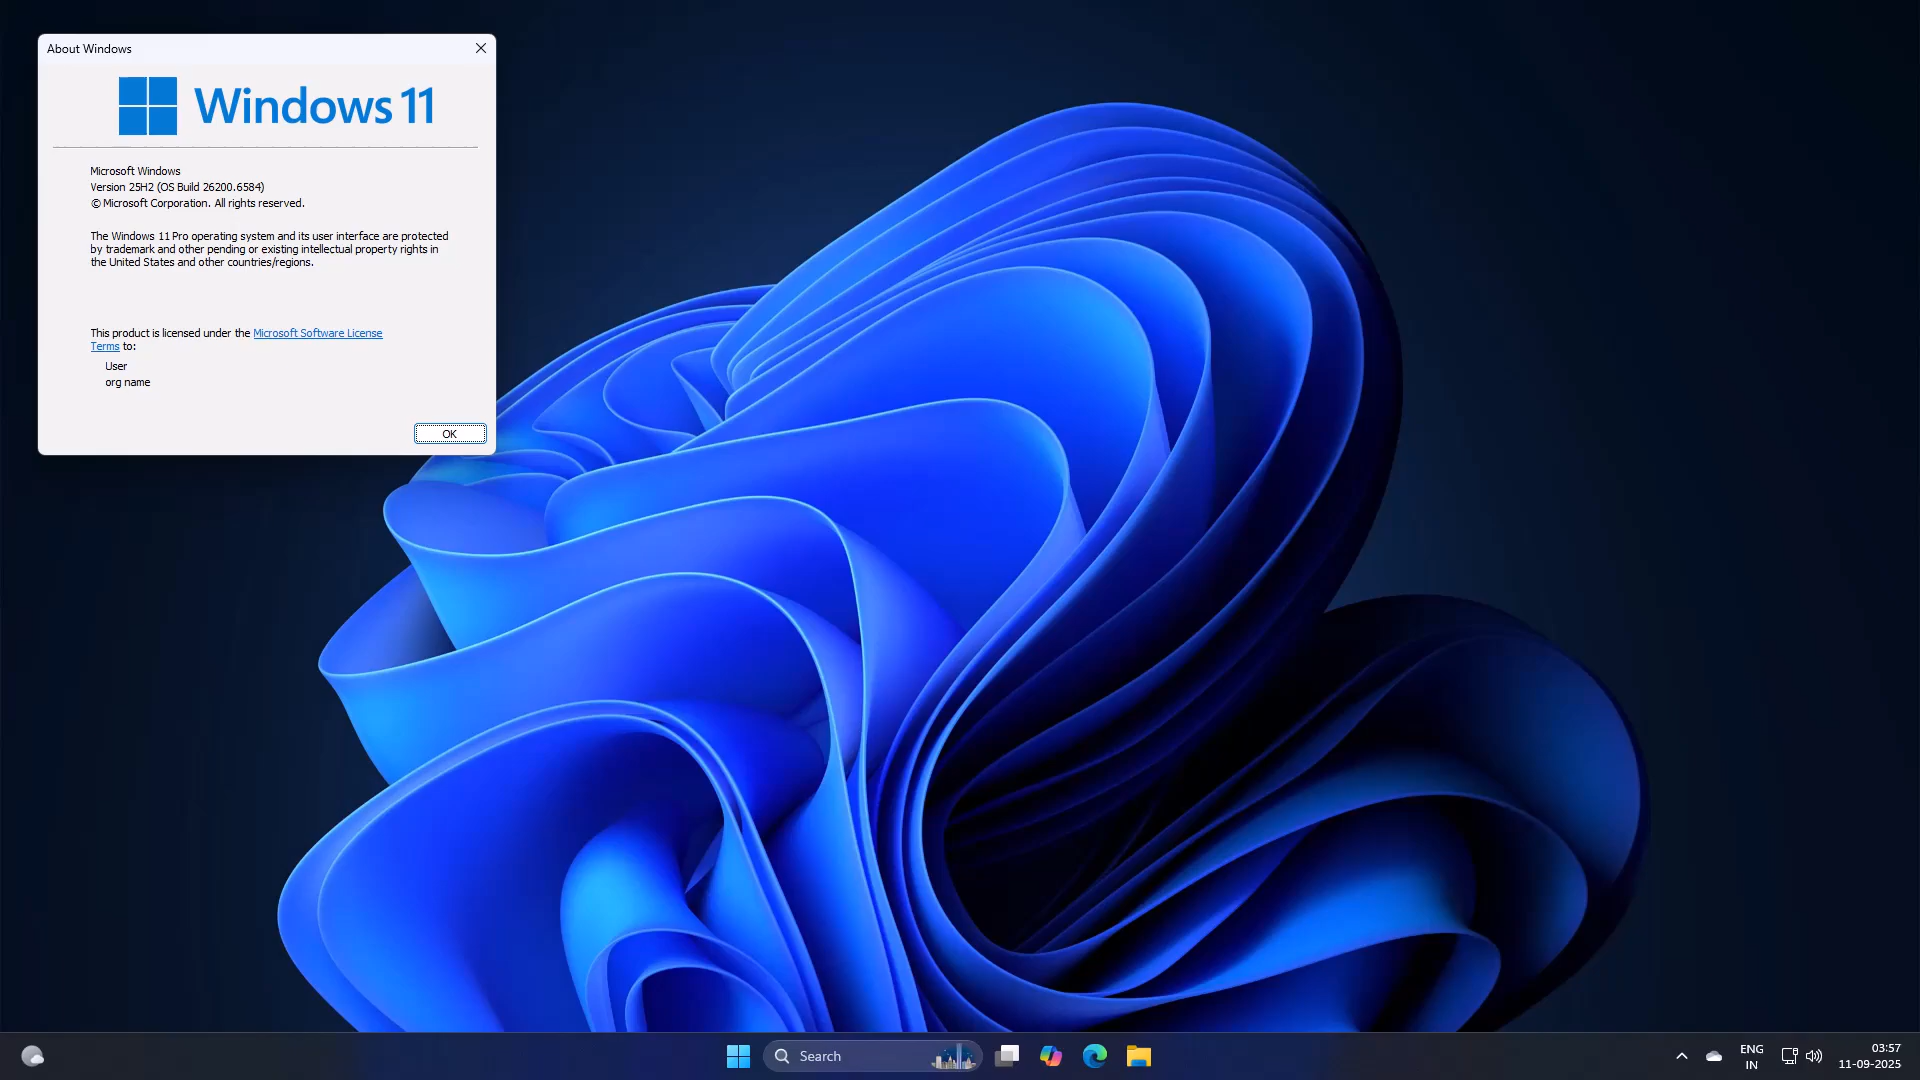 About Windows
Windows 11
Microsoft Windows
Version 25H2 (OS Build 26200.6584)
© Microsoft Corporation. All rights reserved.
The Windows 11 Pro operating system and its user interface are protected
by trademark and other pending or existing intellectual property rights in
the United States and other countries/regions.
This product is licensed under the Microsoft Software License
Terms to:
User
org name
OK
Search
ENG
IN
03:57
11-09-2025